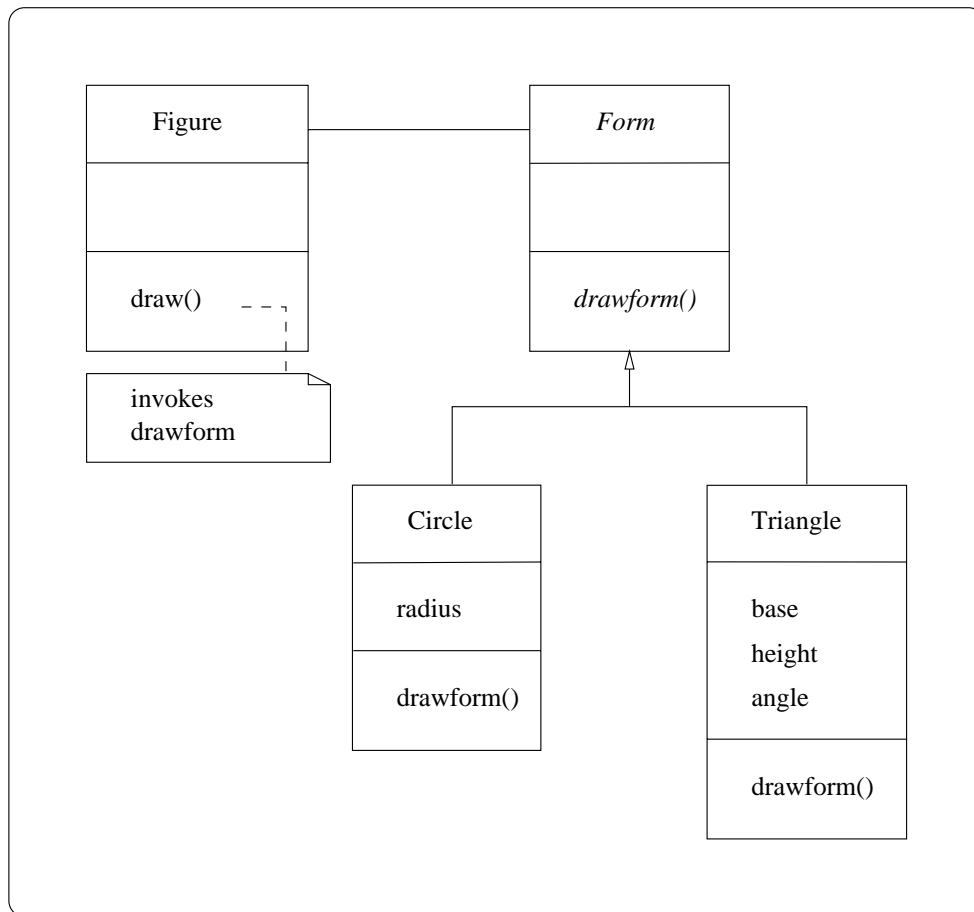 Figure
Form
draw()
drawform()
invokes
drawform
Circle
radius
drawform()
Triangle
base
height
angle
drawform()